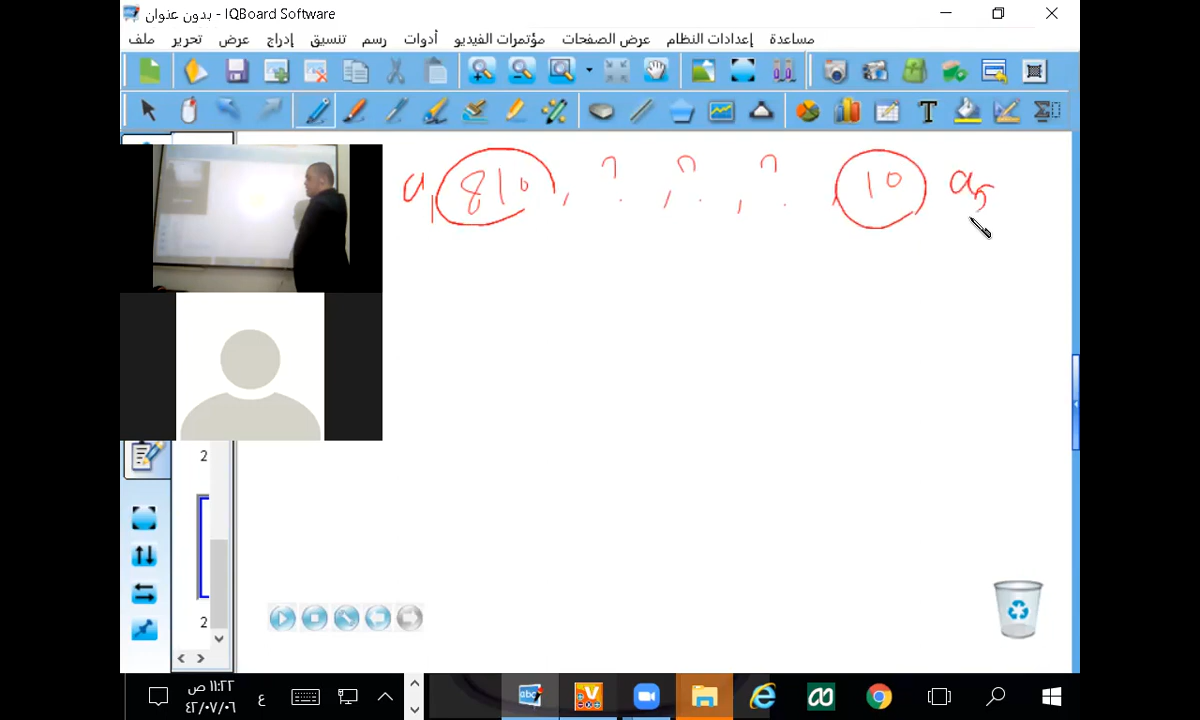 بدون عنوان - IQBoard Software
ملف تحرير عرض إدراج تنسيق رسم أدوات مؤتمرات الفيديو عرض الصفحات إعدادات النظام مساعدة
a1 810 , ? , ? , ? , 10 a5
2
2
abc
١١:٢٢ ص
ع
٤٢/٠٧/٠٦